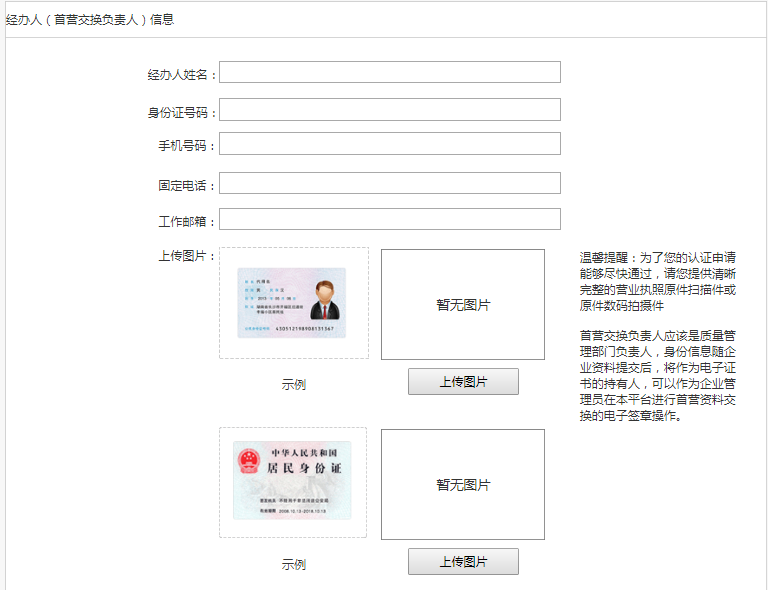 经办人（首营交换负责人）信息
经办人姓名：
身份证号码：
手机号码：
固定电话：
工作邮箱：
上传图片：
430512198908131367
示例
暂无图片
上传图片
温馨提醒：为了您的认证申请
能够尽快通过，请您提供清晰
完整的营业执照原件扫描件或
原件数码拍摄件
首营交换负责人应该是质量管
理部门负责人，身份信息随企
业资料提交后，将作为电子证
书的持有人，可以作为企业管
理员在本平台进行首营资料交
换的电子签章操作。
中华人民共和国
居民身份证
示例
暂无图片
上传图片